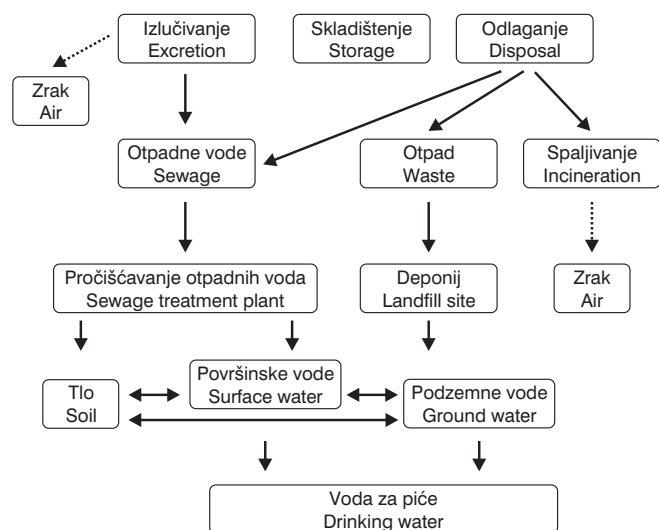 Izlučivanje
Excretion
Skladištenje
Storage
Odlaganje
Disposal
Zrak
Air
Otpadne vode
Sewage
Otpad
Waste
Spaljivanje
Incineration
Pročišćavanje otpadnih voda
Sewage treatment plant
Deponij
Landfill site
Zrak
Air
Tlo
Soil
Površinske vode
Surface water
Podzemne vode
Ground water
Voda za piće
Drinking water